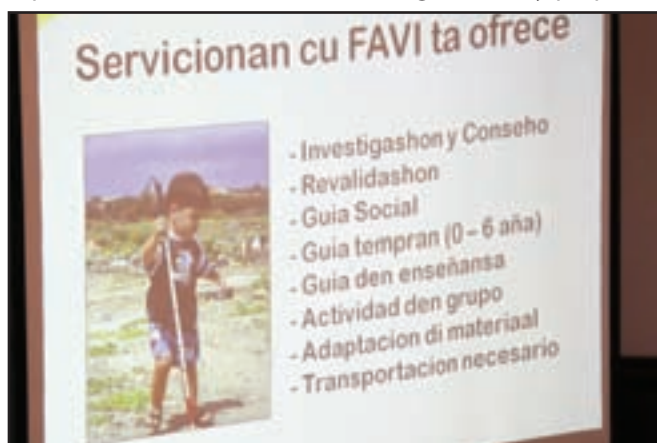 Servicionan cu FAVI ta ofrece
- Investigashon y Conseho
- Revalidashon
- Guia Social
- Guia tempran (0 – 6 aña)
- Guia den enseñansa
- Actividad den grupo
- Adaptacion di materiaal
- Transportacion necesario